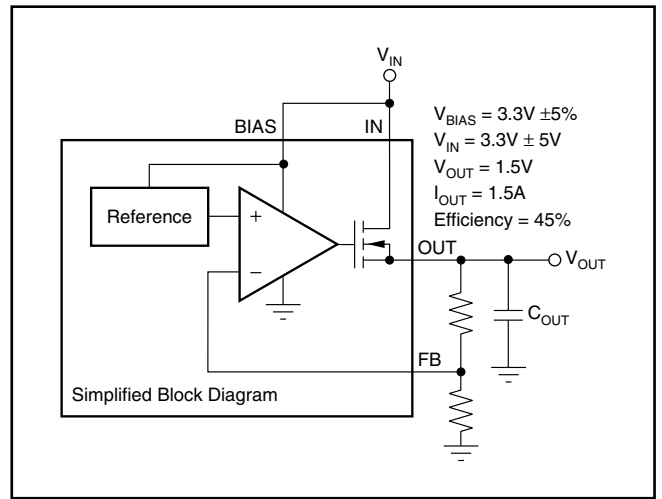 V_IN
BIAS
IN
V_BIAS = 3.3V ±5%
V_IN = 3.3V ± 5V
V_OUT = 1.5V
I_OUT = 1.5A
Efficiency = 45%
Reference
+
−
OUT
V_OUT
C_OUT
FB
Simplified Block Diagram